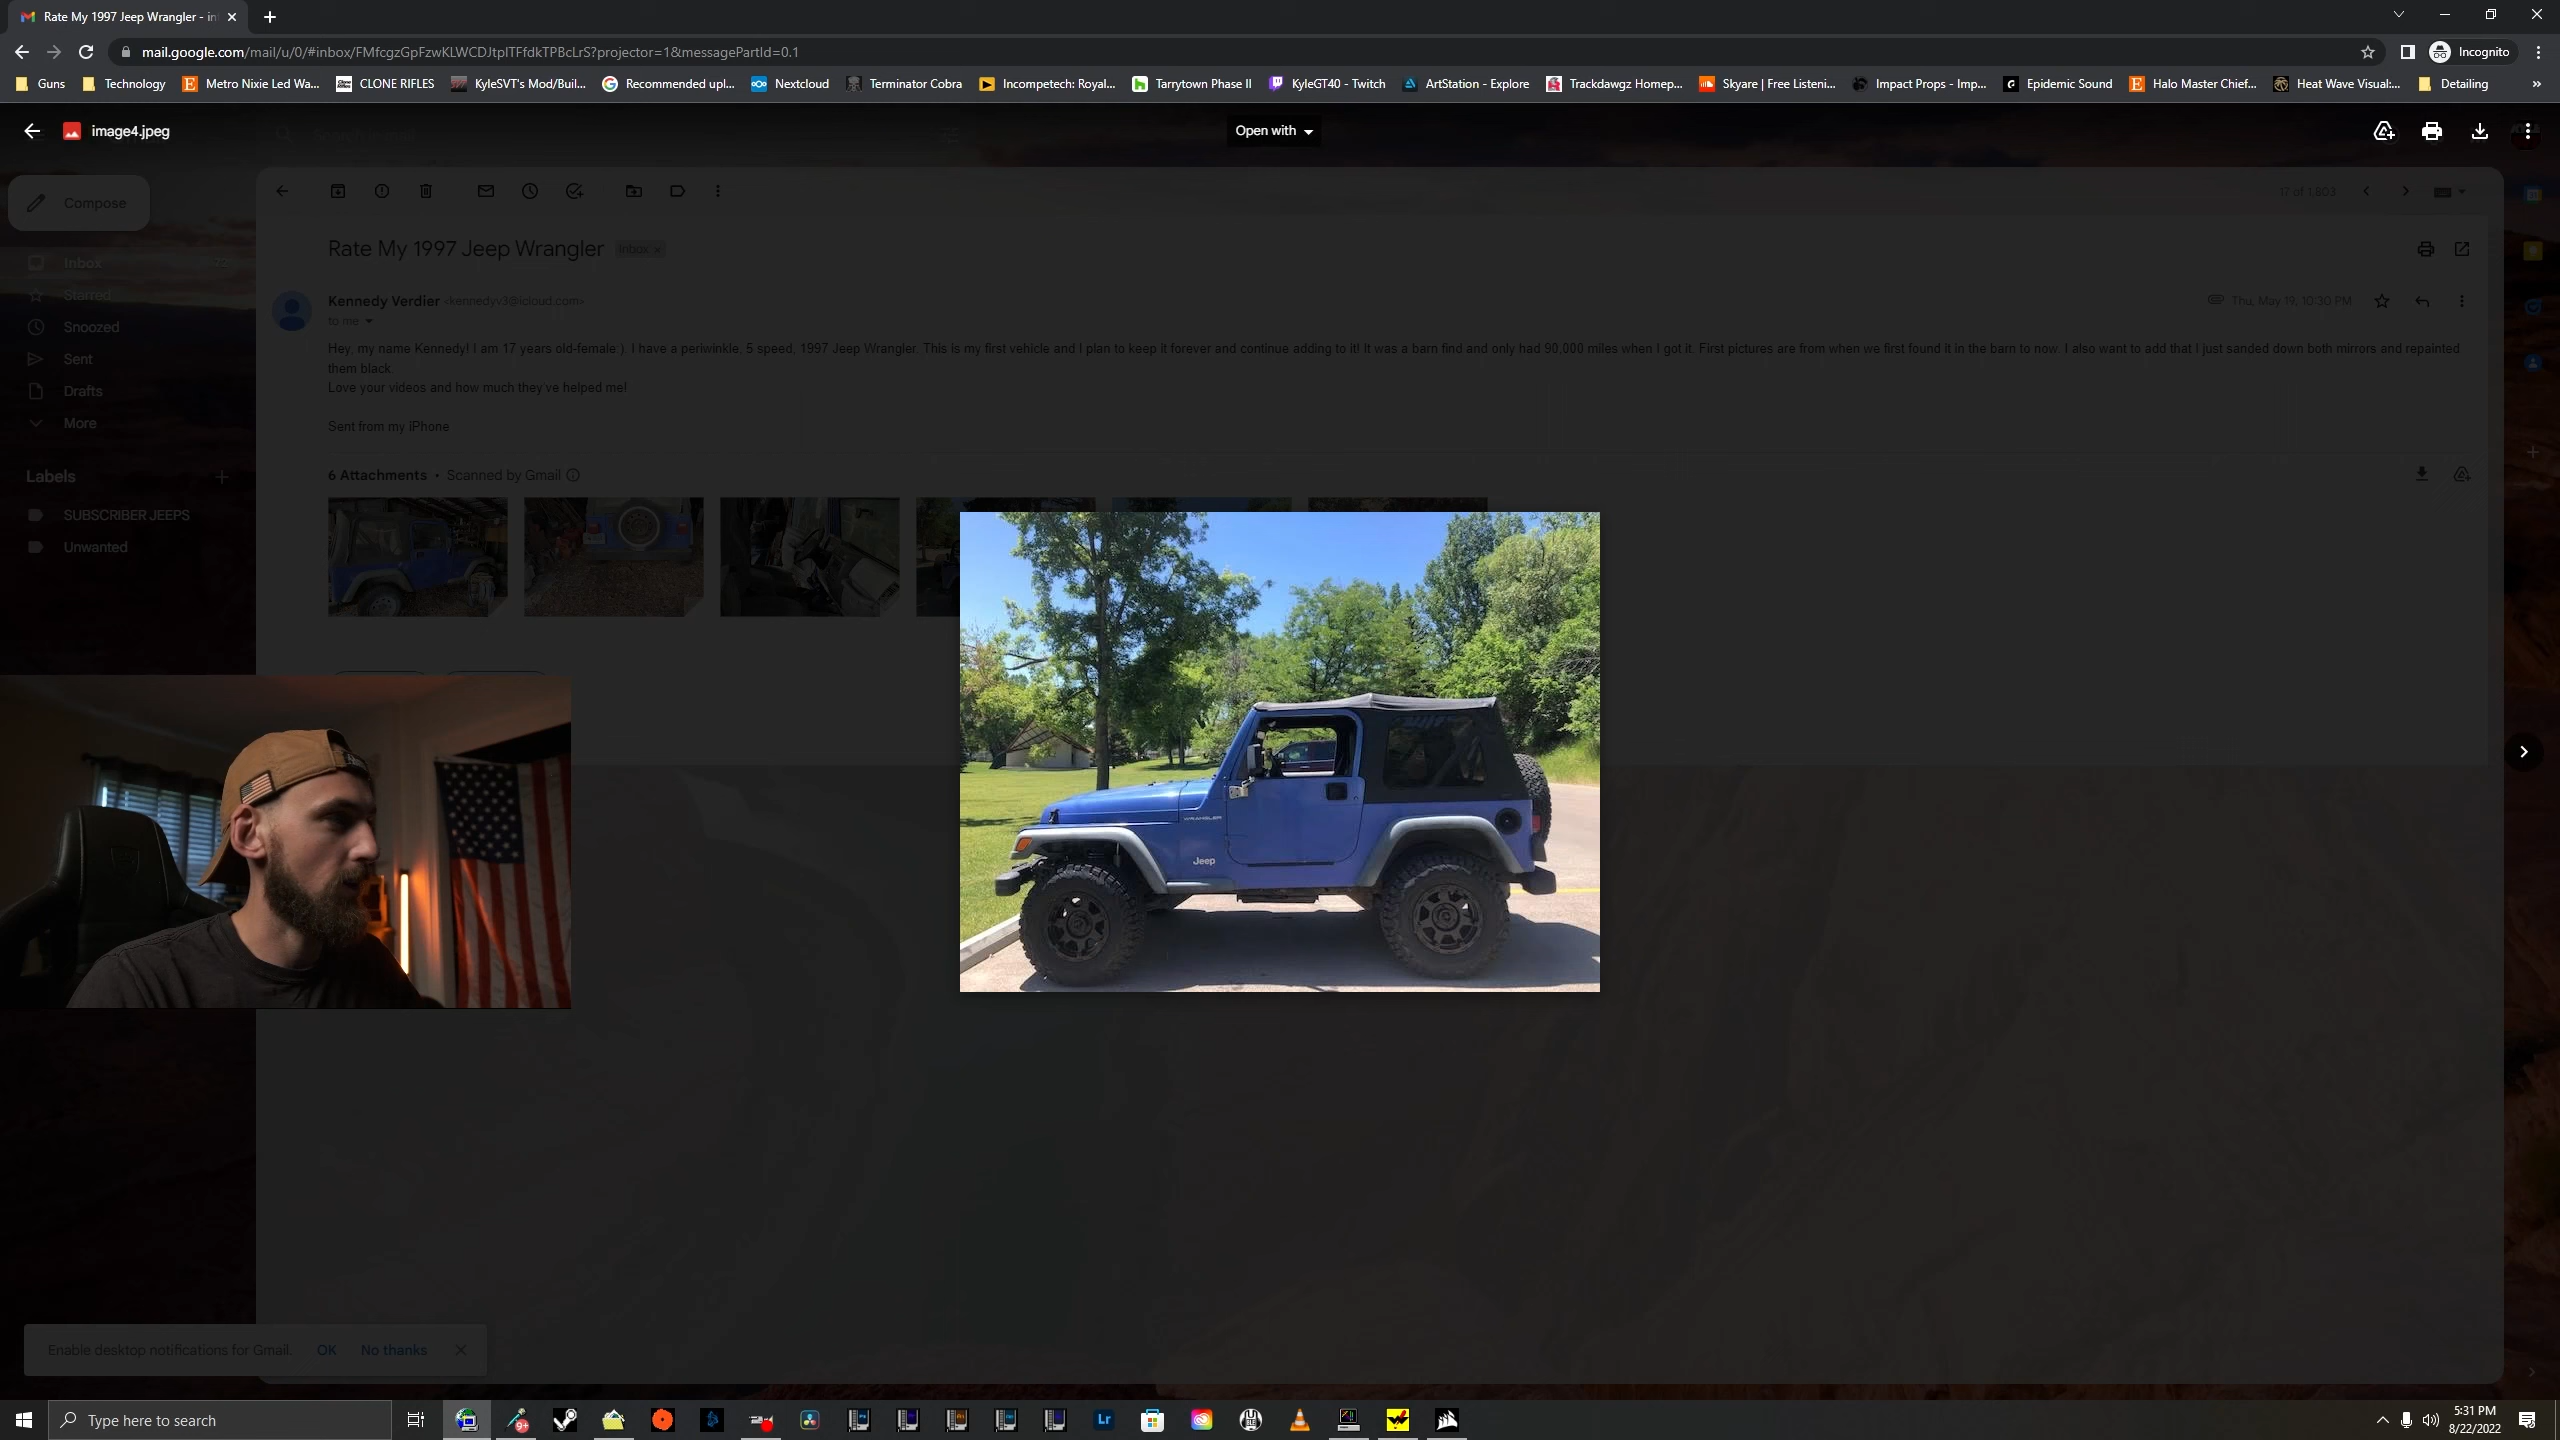 Rate My 1997 Jeep Wrangler - in
mail.google.com/mail/u/0/#inbox/FMfcgzGpFzwKLWCDJtplTFfdkTPBcLrS?projector=1&messagePartId=0.1
Incognito
Guns
Technology
Metro Nixie Led Wa...
CLONE RIFLES
KyleSVT's Mod/Buil...
Recommended upl...
Nextcloud
Terminator Cobra
Incompetech: Royal...
Tarrytown Phase II
KyleGT40 - Twitch
ArtStation - Explore
Trackdawgz Homep...
Skyare | Free Listeni...
Impact Props - Imp...
Epidemic Sound
Halo Master Chief...
Heat Wave Visual:...
Detailing
»
image4.jpeg
Open with
Compose
17 of 1,803
Rate My 1997 Jeep Wrangler
Inbox ×
Inbox
Starred
Kennedy Verdier <kennedyv3@icloud.com>
Thu, May 19, 10:30 PM
to me
Snoozed
Hey, my name Kennedy! I am 17 years old-female:). I have a periwinkle, 5 speed, 1997 Jeep Wrangler. This is my first vehicle and I plan to keep it forever and continue adding to it! It was a barn find and only had 90,000 miles when I got it. First pictures are from when we first found it in the barn to now. I also want to add that I just sanded down both mirrors and repainted
them black.
Love your videos and how much they've helped me!
Sent
Drafts
More
Sent from my iPhone
Labels
6 Attachments • Scanned by Gmail
SUBSCRIBER JEEPS
Unwanted
WRANGLER
Jeep
Enable desktop notifications for Gmail.
OK
No thanks
Type here to search
9+
Lr
5:31 PM
8/22/2022